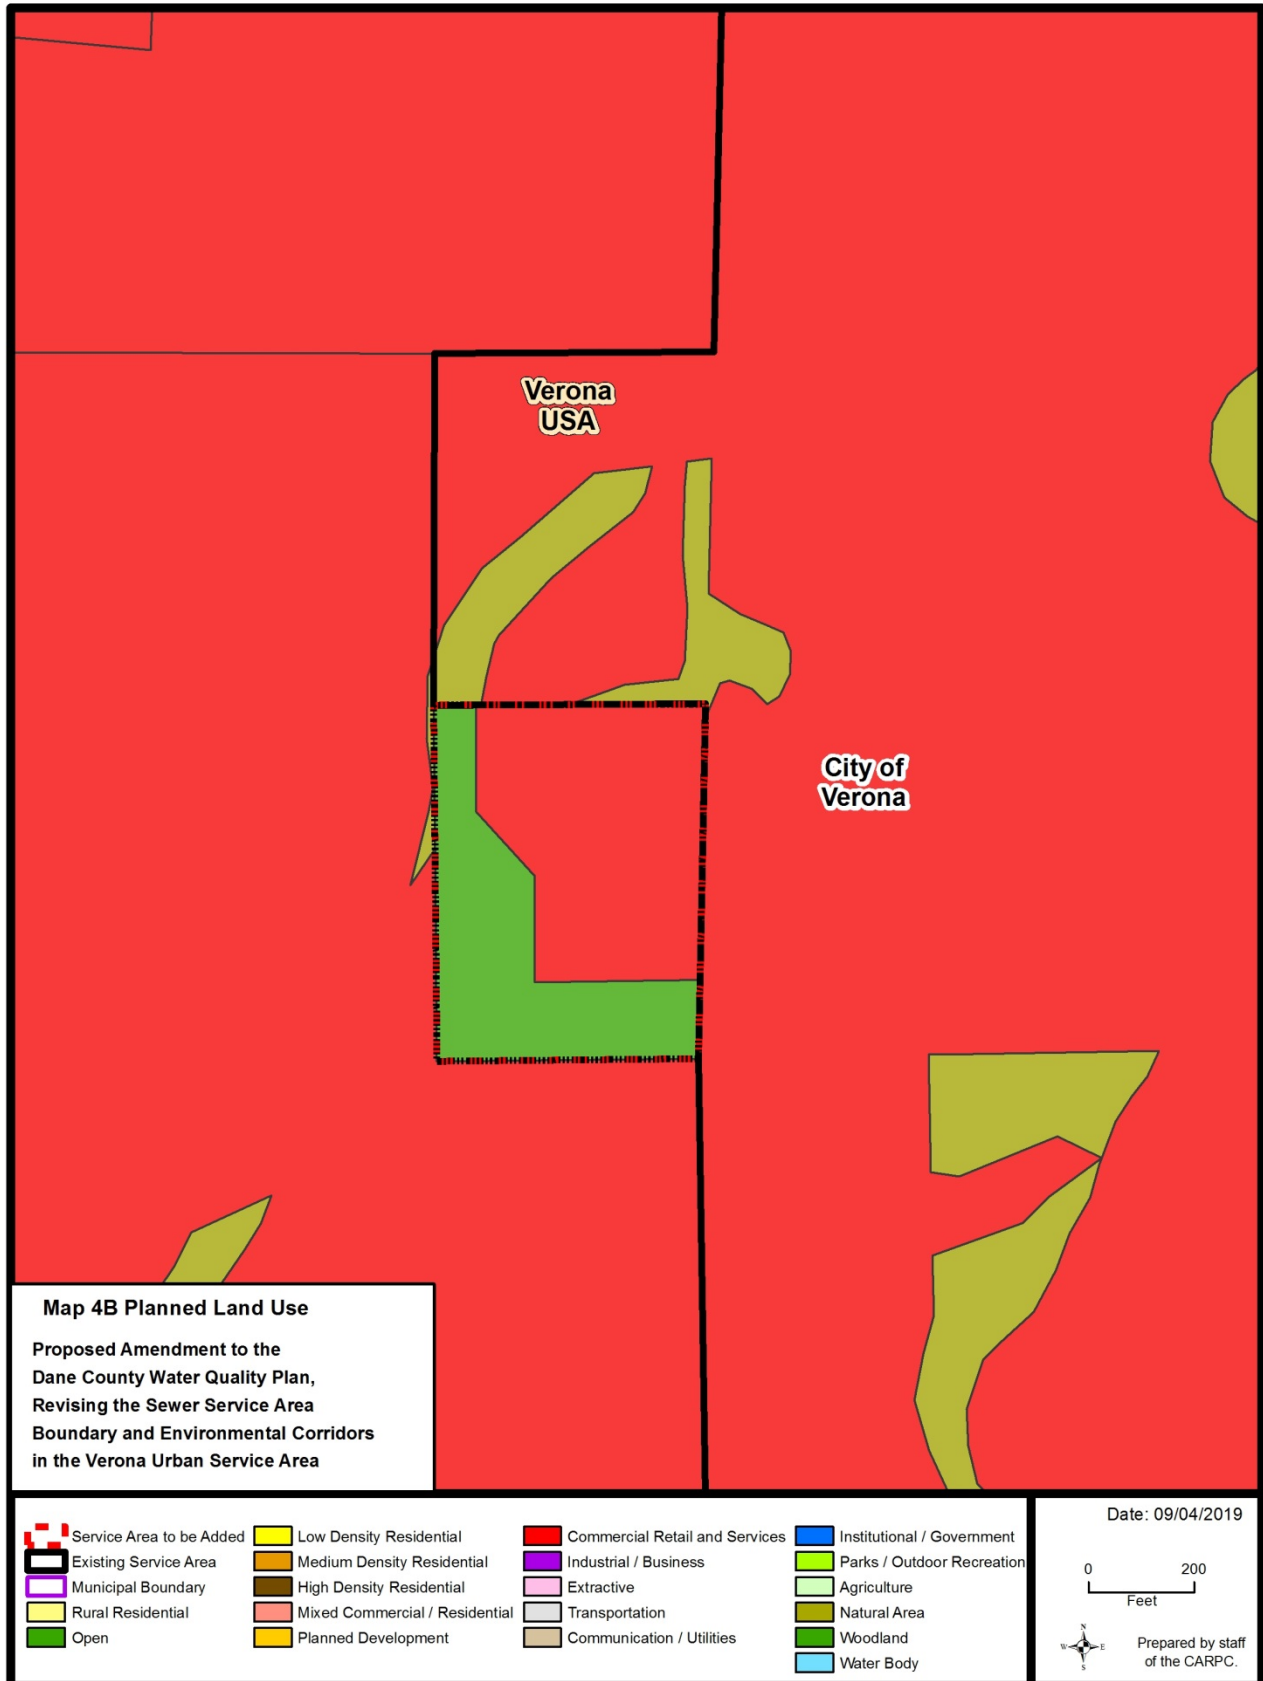 Verona
USA
City of
Verona
Map 4B Planned Land Use
Proposed Amendment to the
Dane County Water Quality Plan,
Revising the Sewer Service Area
Boundary and Environmental Corridors
in the Verona Urban Service Area
Service Area to be Added
Existing Service Area
Municipal Boundary
Rural Residential
Open
Low Density Residential
Medium Density Residential
High Density Residential
Mixed Commercial / Residential
Planned Development
Commercial Retail and Services
Industrial / Business
Extractive
Transportation
Communication / Utilities
Institutional / Government
Parks / Outdoor Recreation
Agriculture
Natural Area
Woodland
Water Body
Date: 09/04/2019
0 200
Feet
N
W E
S
Prepared by staff
of the CARPC.